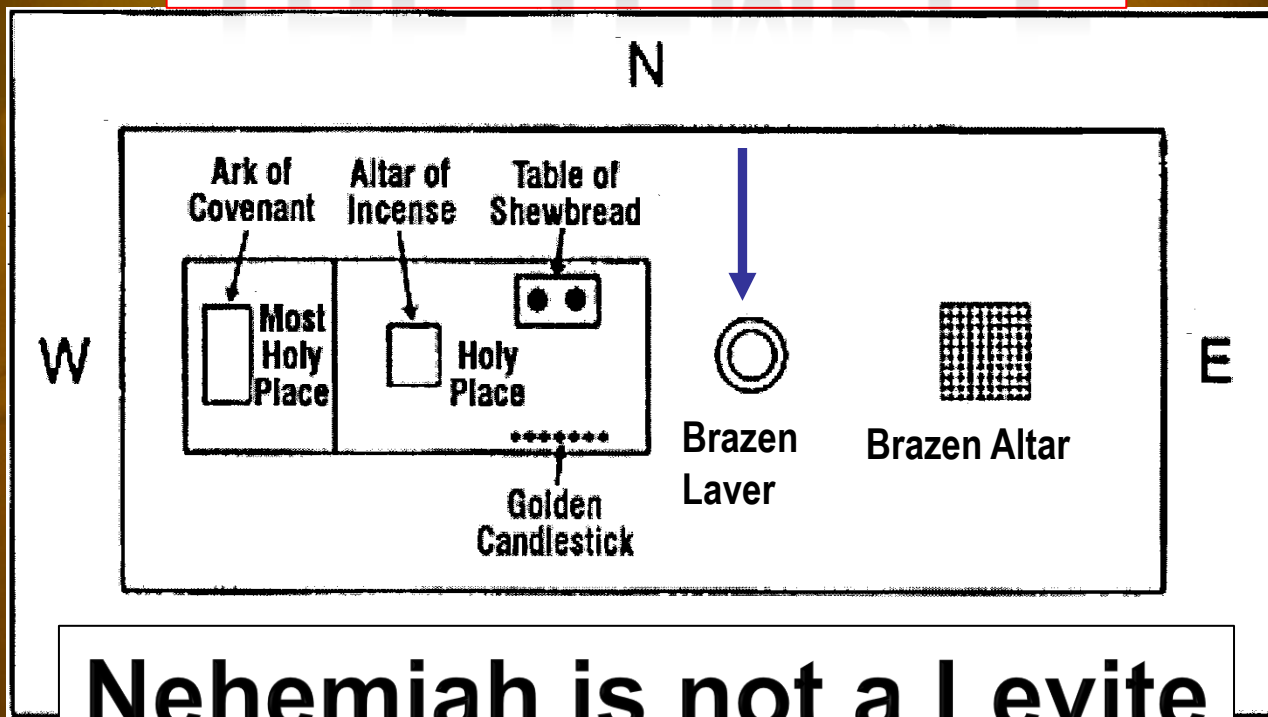 N
Ark of
Covenant
Altar of
Incense
Table of
Shewbread
W
Most
Holy
Place
Holy
Place
E
Brazen
Laver
Brazen Altar
Golden
Candlestick
Nehemiah is not a Levite